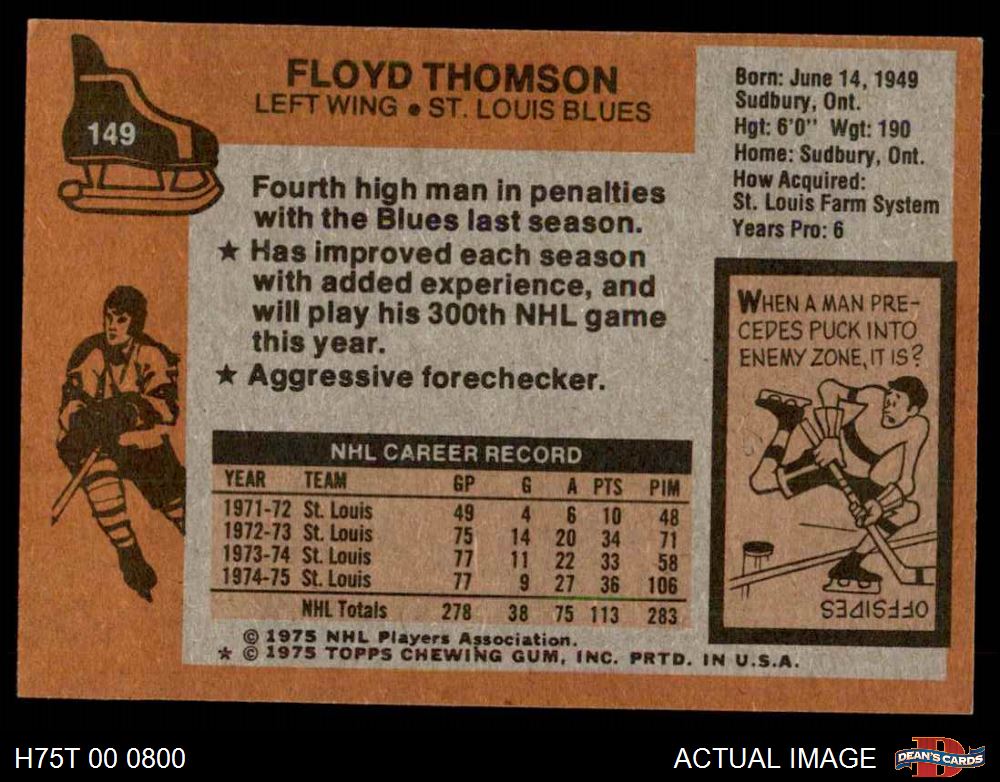 149
FLOYD THOMSON
LEFT WING ● ST. LOUIS BLUES
Born: June 14, 1949
Sudbury, Ont.
Hgt: 6'0" Wgt: 190
Home: Sudbury, Ont.
How Acquired:
St. Louis Farm System
Years Pro: 6
Fourth high man in penalties
with the Blues last season.
★ Has improved each season
with added experience, and
will play his 300th NHL game
this year.
★ Aggressive forechecker.
WHEN A MAN PRE-
CEDES PUCK INTO
ENEMY ZONE, IT IS?
OFFSIDES
NHL CAREER RECORD
YEAR TEAM GP G A PTS PIM
1971-72 St. Louis 49 4 6 10 48
1972-73 St. Louis 75 14 20 34 71
1973-74 St. Louis 77 11 22 33 58
1974-75 St. Louis 77 9 27 36 106
NHL Totals 278 38 75 113 283
© 1975 NHL Players Association.
★ © 1975 TOPPS CHEWING GUM, INC. PRTD. IN U.S.A.
H75T 00 0800
ACTUAL IMAGE
D
DEAN'S CARDS